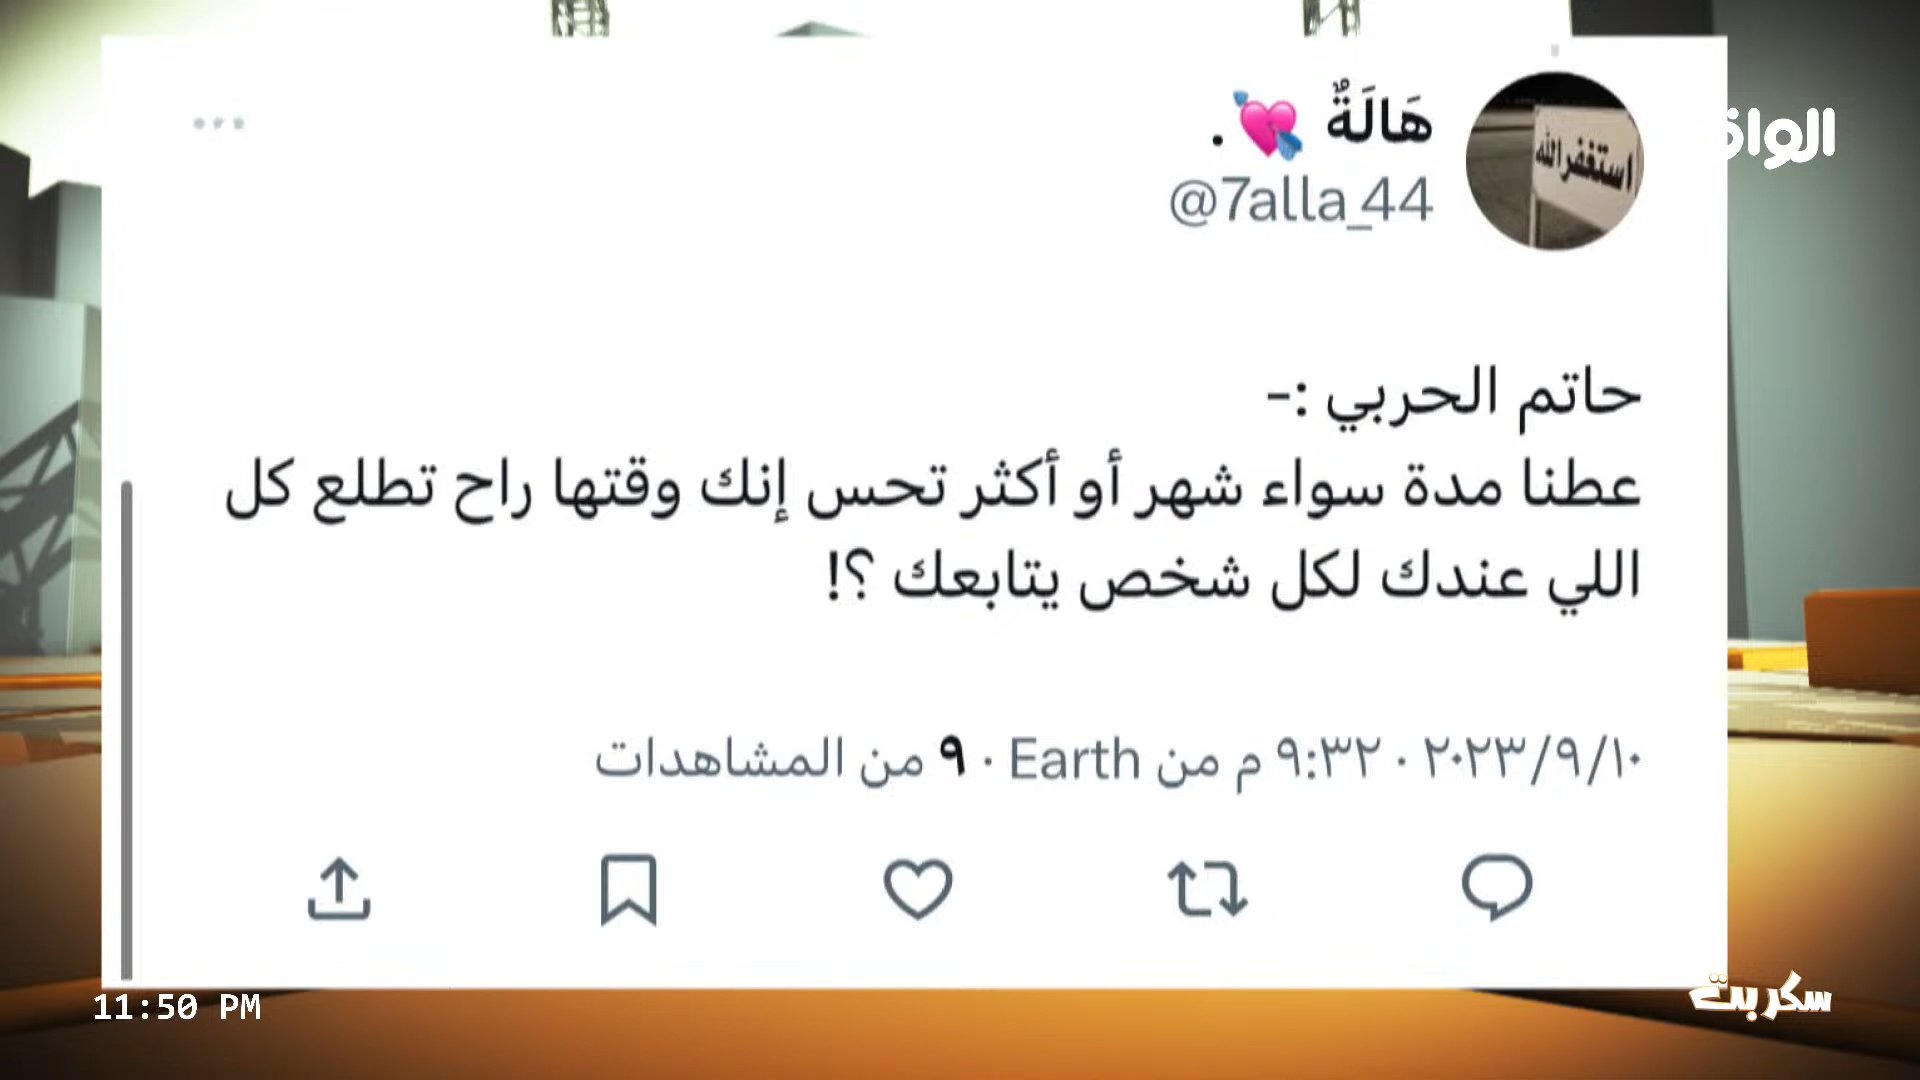 هَالَةٌ 💘 .
@7alla_44
استغفرالله
حاتم الحربي :-
عطنا مدة سواء شهر أو أكثر تحس إنك وقتها راح تطلع كل
اللي عندك لكل شخص يتابعك ؟!
٢٠٢٣/٩/١٠ · ٩:٣٢ م من Earth · ٩ من المشاهدات
11:50 PM
سكربت